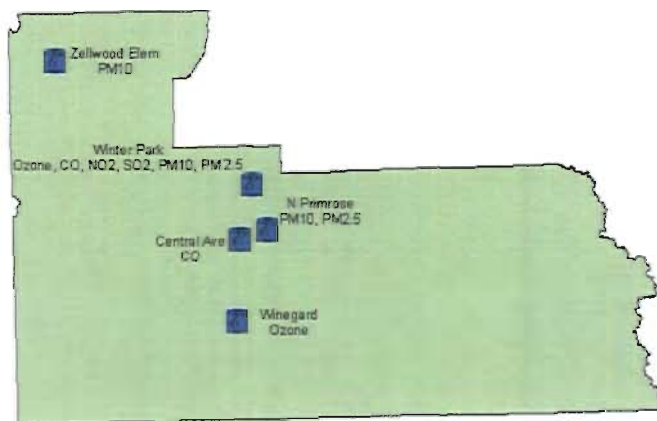 Zellwood Elem
PM10
Winter Park
Ozone, CO, NO2, SO2, PM10, PM2.5
N Primrose
PM10, PM2.5
Central Ave
CO
Winegard
Ozone